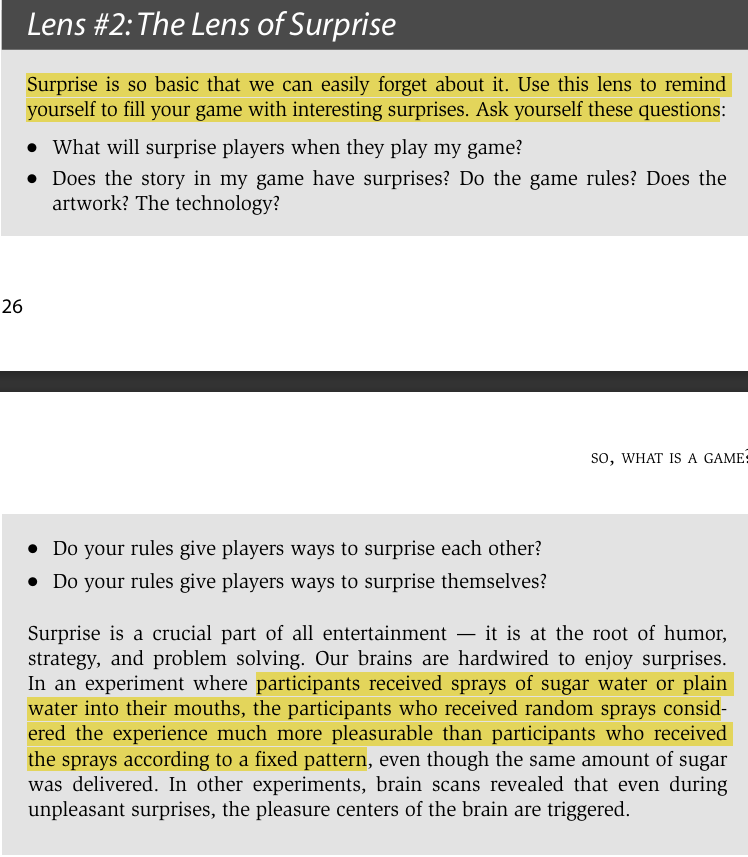 Lens #2: The Lens of Surprise
Surprise is so basic that we can easily forget about it. Use this lens to remind
yourself to fill your game with interesting surprises. Ask yourself these questions:
● What will surprise players when they play my game?
● Does the story in my game have surprises? Do the game rules? Does the
artwork? The technology?
26
SO, WHAT IS A GAME?
● Do your rules give players ways to surprise each other?
● Do your rules give players ways to surprise themselves?
Surprise is a crucial part of all entertainment — it is at the root of humor,
strategy, and problem solving. Our brains are hardwired to enjoy surprises.
In an experiment where participants received sprays of sugar water or plain
water into their mouths, the participants who received random sprays consid-
ered the experience much more pleasurable than participants who received
the sprays according to a fixed pattern, even though the same amount of sugar
was delivered. In other experiments, brain scans revealed that even during
unpleasant surprises, the pleasure centers of the brain are triggered.